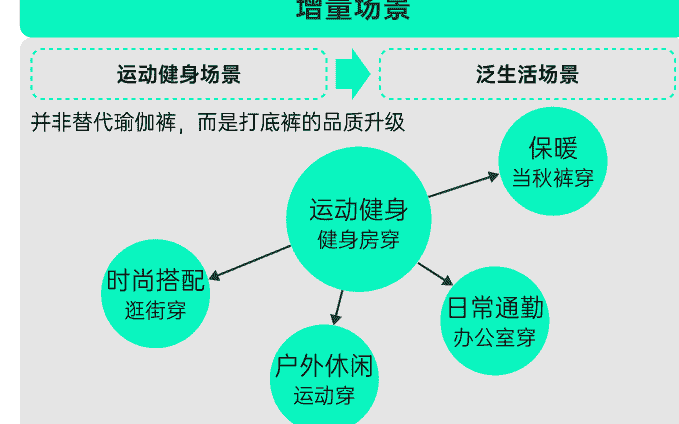 增量场景
运动健身场景
泛生活场景
并非替代瑜伽裤，而是打底裤的品质升级
保暖
当秋裤穿
运动健身
健身房穿
时尚搭配
逛街穿
日常通勤
办公室穿
户外休闲
运动穿